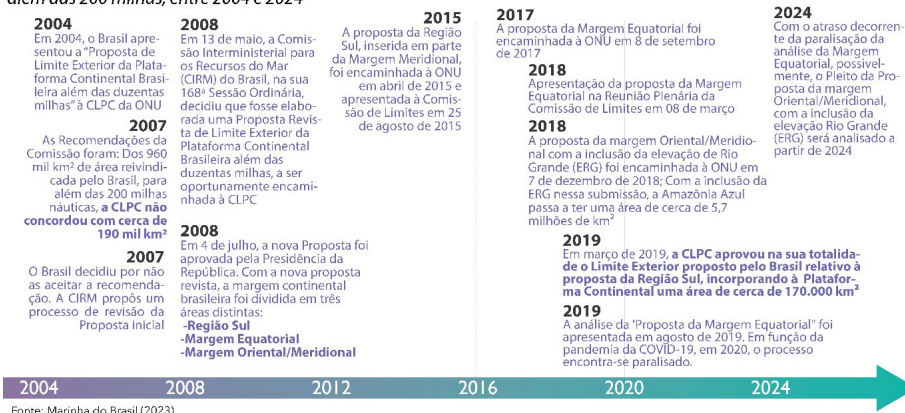 além das 200 milhas, entre 2004 e 2024
2004
Em 2004, o Brasil apre-
sentou a "Proposta de
Limite Exterior da Plata-
forma Continental Brasi-
leira além das duzentas
milhas" à CLPC da ONU
2007
As Recomendações da
Comissão foram: Dos 960
mil km² de área reivindi-
cada pelo Brasil, para
além das 200 milhas
náuticas, a CLPC não
concordou com cerca de
190 mil km²
2007
O Brasil decidiu por não
as aceitar a recomenda-
ção. A CIRM propôs um
processo de revisão da
Proposta inicial
2008
Em 13 de maio, a Comis-
são Interministerial para
os Recursos do Mar
(CIRM) do Brasil, na sua
168ª Sessão Ordinária,
decidiu que fosse elabo-
rada uma Proposta Revis-
ta de Limite Exterior da
Plataforma Continental
Brasileira além das
duzentas milhas, a ser
oportunamente encami-
nhada à CLPC
2008
Em 4 de julho, a nova Proposta foi
aprovada pela Presidência da
República. Com a nova proposta
revista, a margem continental
brasileira foi dividida em três
áreas distintas:
-Região Sul
-Margem Equatorial
-Margem Oriental/Meridional
2015
A proposta da Região
Sul, inserida em parte
da Margem Meridional,
foi encaminhada à ONU
em abril de 2015 e
apresentada à Comis-
são de Limites em 25
de agosto de 2015
2017
A proposta da Margem Equatorial foi
encaminhada à ONU em 8 de setembro
de 2017
2018
Apresentação da proposta da Margem
Equatorial na Reunião Plenária da
Comissão de Limites em 08 de março
2018
A proposta da margem Oriental/Meridio-
nal com a inclusão da elevação de Rio
Grande (ERG) foi encaminhada à ONU em
7 de dezembro de 2018; Com a inclusão da
ERG nessa submissão, a Amazônia Azul
passa a ter uma área de cerca de 5,7
milhões de km²
2019
Em março de 2019, a CLPC aprovou na sua totalida-
de o Limite Exterior proposto pelo Brasil relativo à
proposta da Região Sul, incorporando à Platafor-
ma Continental uma área de cerca de 170.000 km²
2019
A análise da 'Proposta da Margem Equatorial" foi
apresentada em agosto de 2019. Em função da
pandemia da COVID-19, em 2020, o processo
encontra-se paralisado.
2024
Com o atraso decorren-
te da paralisação da
análise da Margem
Equatorial, possivel-
mente, o Pleito da Pro-
posta da margem
Oriental/Meridional,
com a inclusão da
elevação Rio Grande
(ERG) será analisado a
partir de 2024
2004 2008 2012 2016 2020 2024
Fonte: Marinha do Brasil (2023)